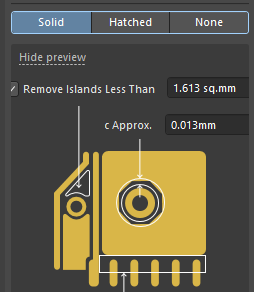 Solid Hatched None
Hide preview
Remove Islands Less Than 1.613 sq.mm
c Approx. 0.013mm